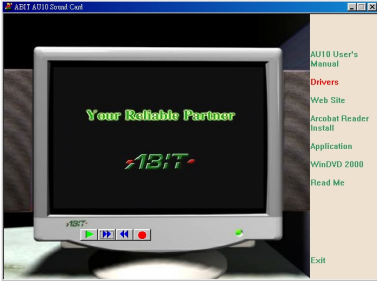 ABIT AU10 Sound Card
Your Reliable Partner
ABIT
ABIT
AU10 User's
Manual
Drivers
Web Site
Arcobat Reader
Install
Application
WinDVD 2000
Read Me
Exit